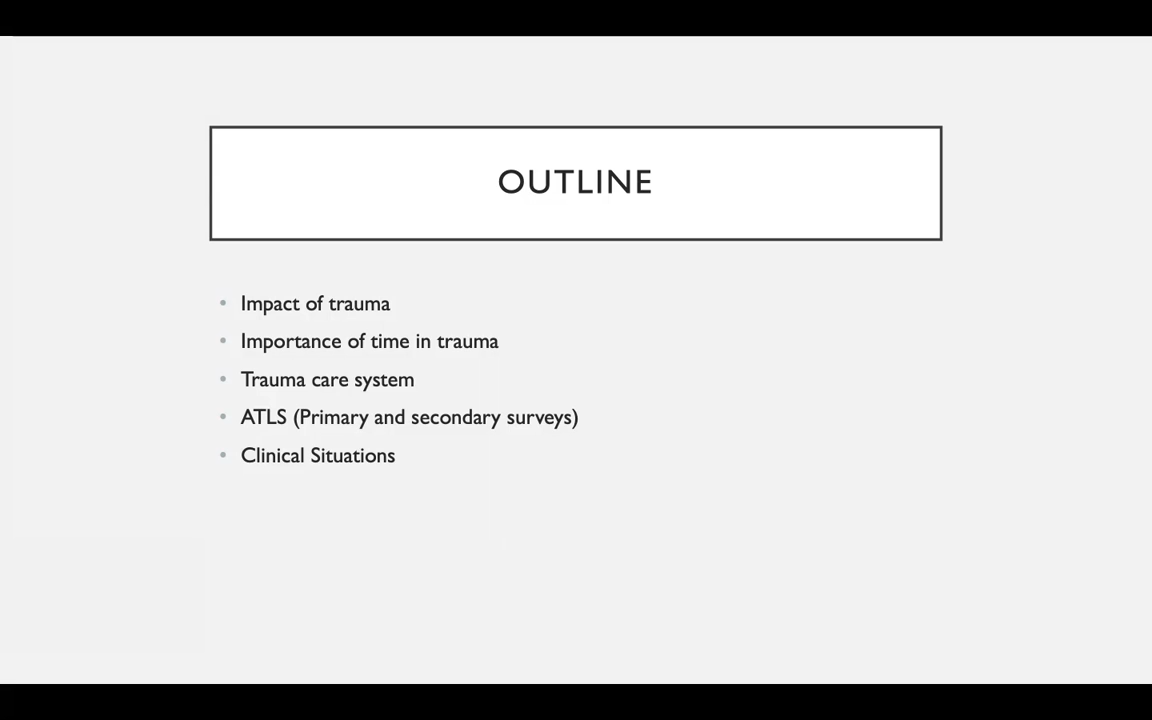 OUTLINE
• Impact of trauma
• Importance of time in trauma
• Trauma care system
• ATLS (Primary and secondary surveys)
• Clinical Situations